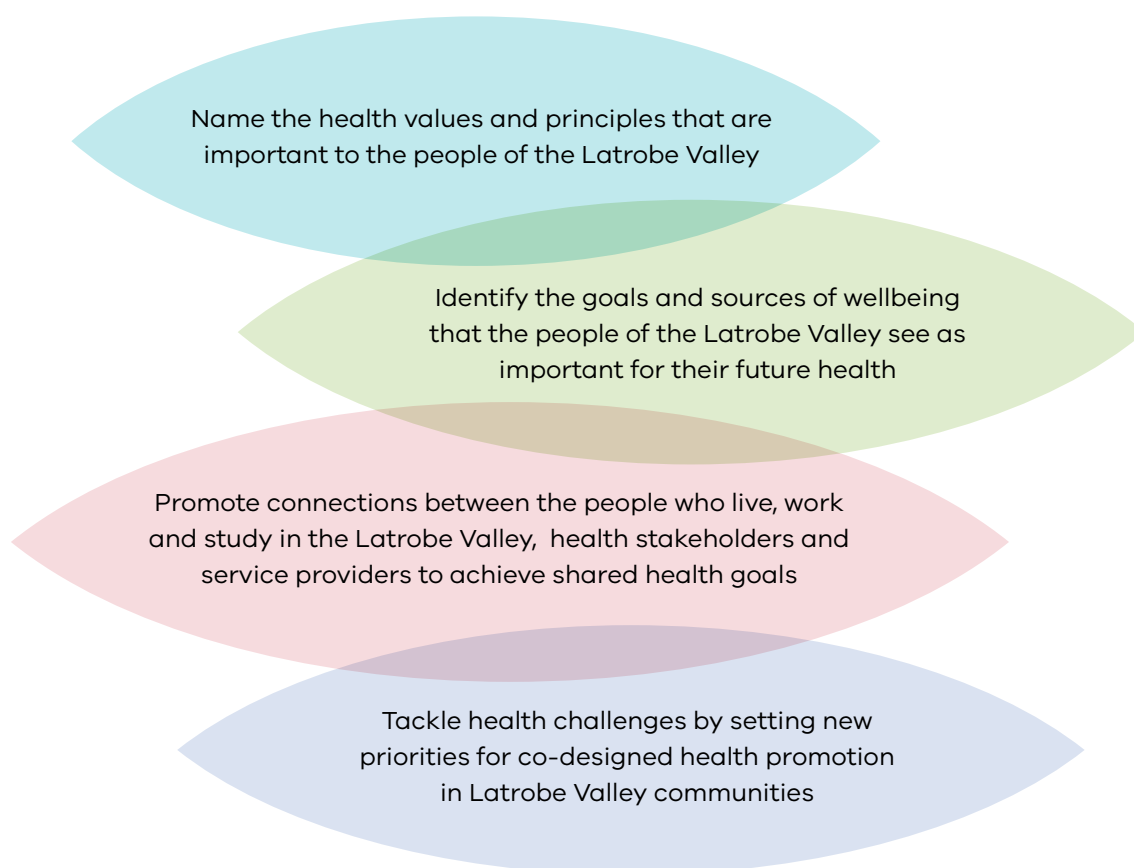 Name the health values and principles that are
important to the people of the Latrobe Valley
Identify the goals and sources of wellbeing
that the people of the Latrobe Valley see as
important for their future health
Promote connections between the people who live, work
and study in the Latrobe Valley,  health stakeholders and
service providers to achieve shared health goals
Tackle health challenges by setting new
priorities for co-designed health promotion
in Latrobe Valley communities